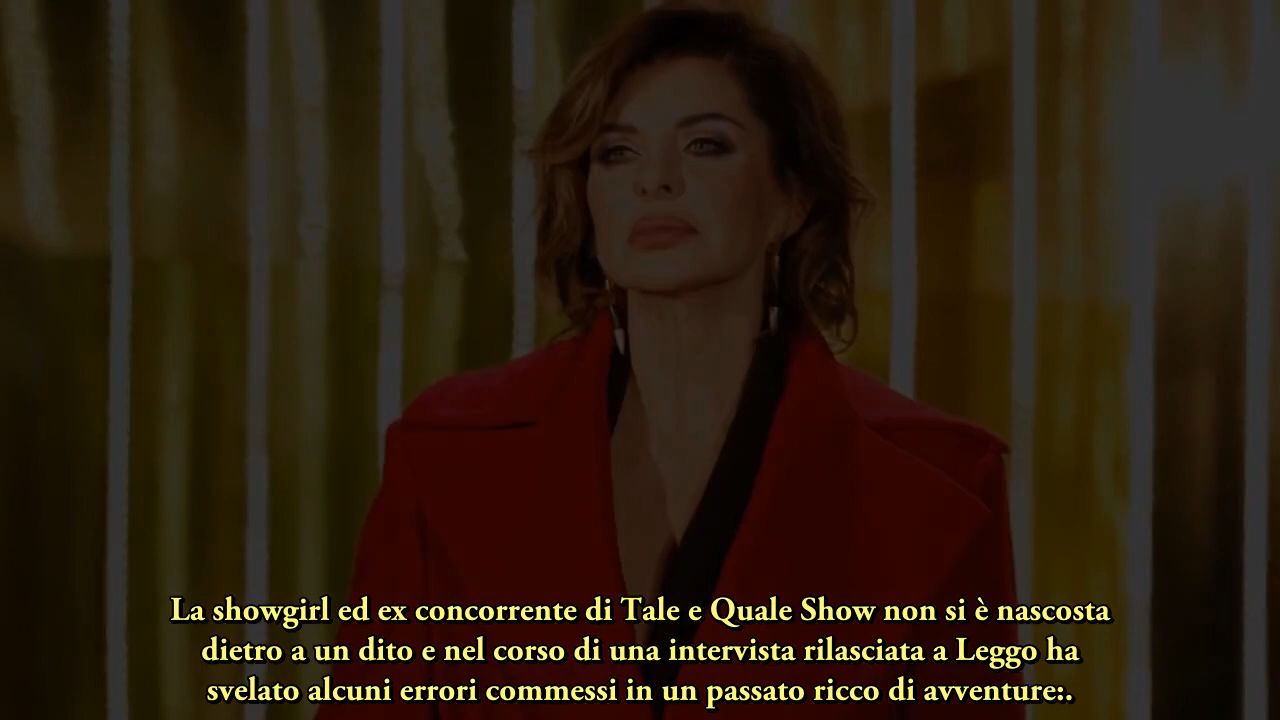 La showgirl ed ex concorrente di Tale e Quale Show non si è nascosta
dietro a un dito e nel corso di una intervista rilasciata a Leggo ha
svelato alcuni errori commessi in un passato ricco di avventure:.